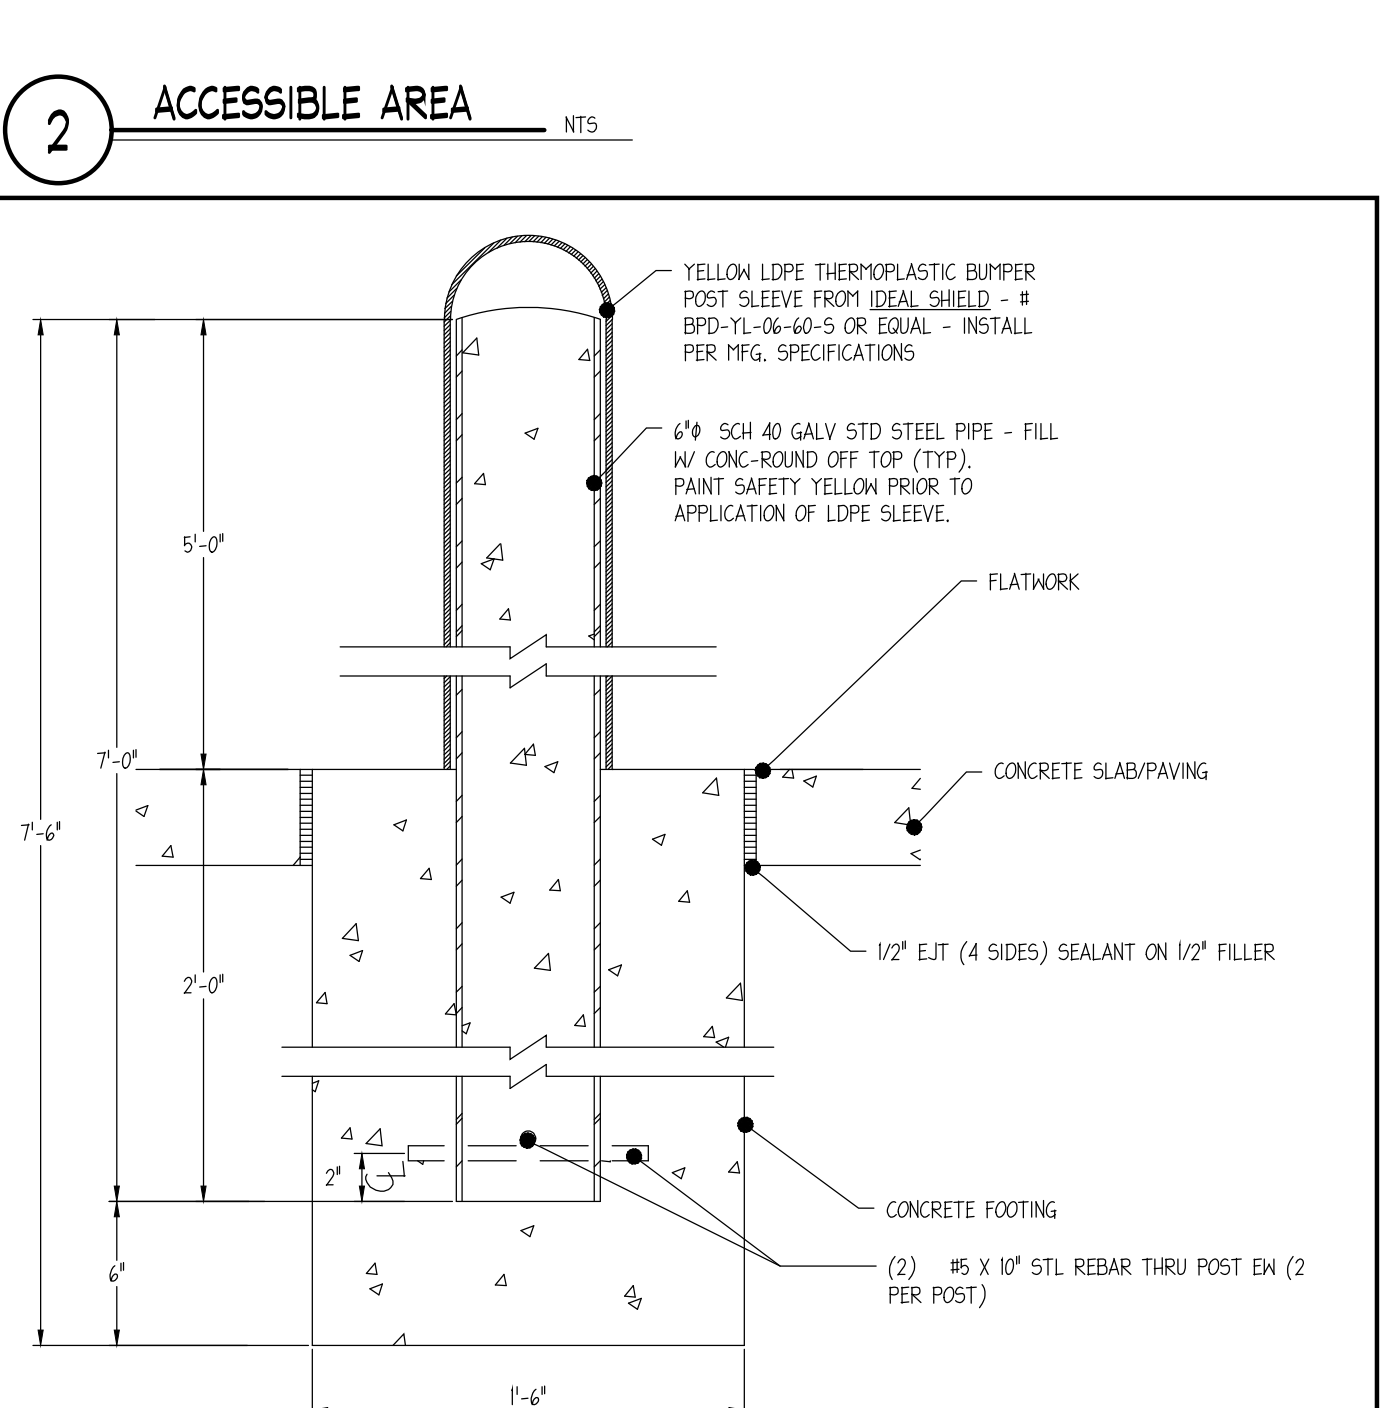 2
ACCESSIBLE AREA
NTS
YELLOW LDPE THERMOPLASTIC BUMPER
POST SLEEVE FROM IDEAL SHIELD - #
BPD-YL-06-60-S OR EQUAL - INSTALL
PER MFG. SPECIFICATIONS
6"ϕ SCH 40 GALV STD STEEL PIPE - FILL
W/ CONC-ROUND OFF TOP (TYP).
PAINT SAFETY YELLOW PRIOR TO
APPLICATION OF LDPE SLEEVE.
5'-0"
FLATWORK
7'-0"
CONCRETE SLAB/PAVING
7'-6"
1/2" EJT (4 SIDES) SEALANT ON 1/2" FILLER
2'-0"
2"
CL
CONCRETE FOOTING
6"
(2) #5 X 10" STL REBAR THRU POST EW (2
PER POST)
1'-6"